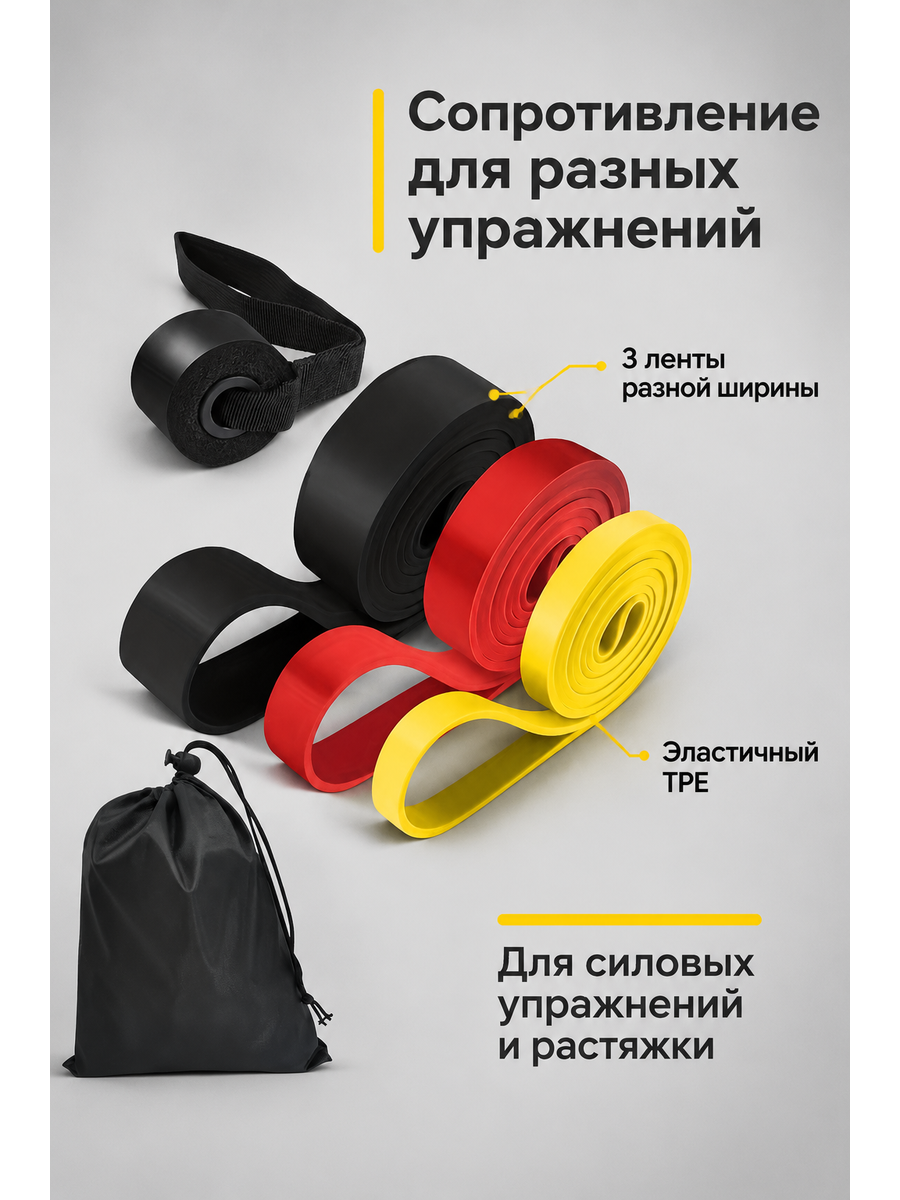 Сопротивление
для разных
упражнений
3 ленты
разной ширины
Эластичный
TPE
Для силовых
упражнений
и растяжки